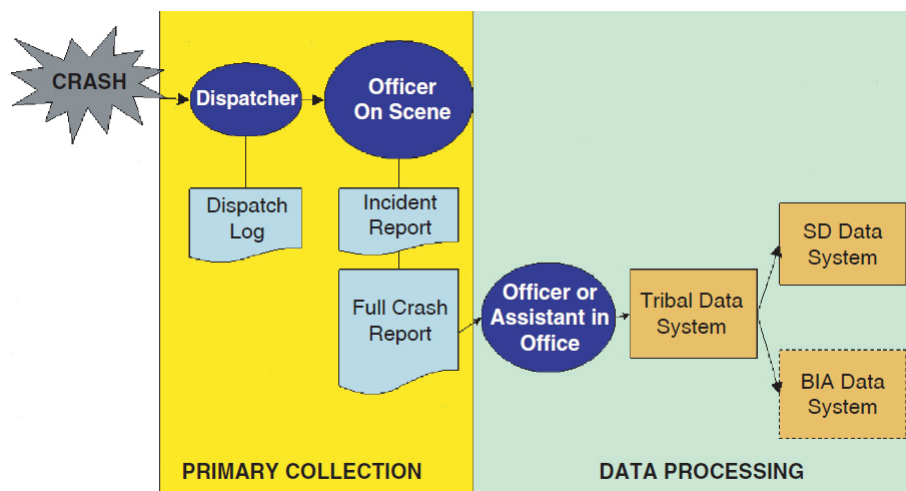 CRASH
Dispatcher
Officer
On Scene
Dispatch
Log
Incident
Report
Full Crash
Report
Officer or
Assistant in
Office
Tribal Data
System
SD Data
System
BIA Data
System
PRIMARY COLLECTION
DATA PROCESSING